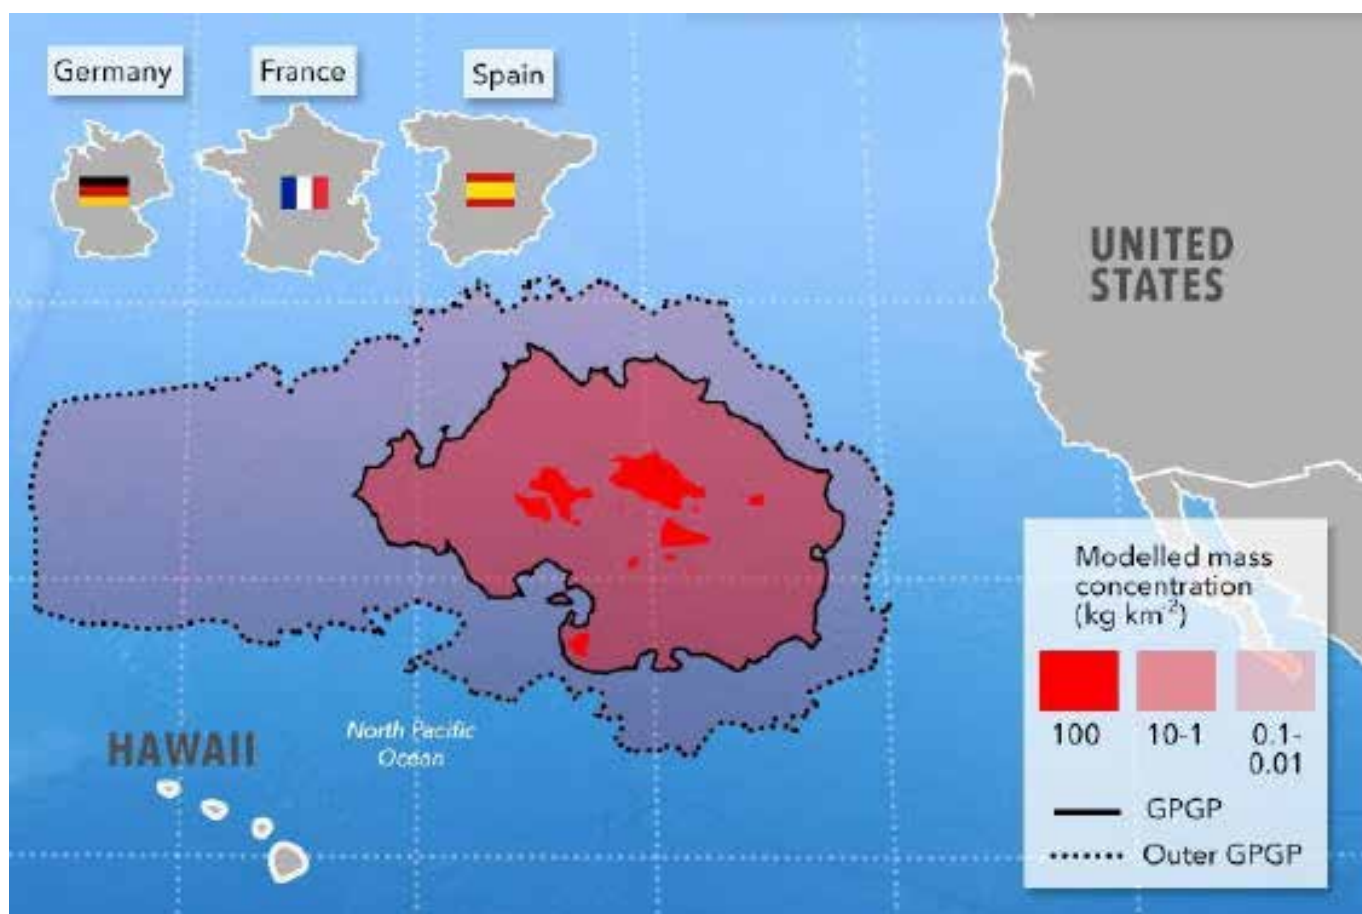 Germany
France
Spain
UNITED
STATES
HAWAII
North Pacific
Ocean
Modelled mass
concentration
(kg km⁻²)
100
10-1
0.1-
0.01
GPGP
Outer GPGP